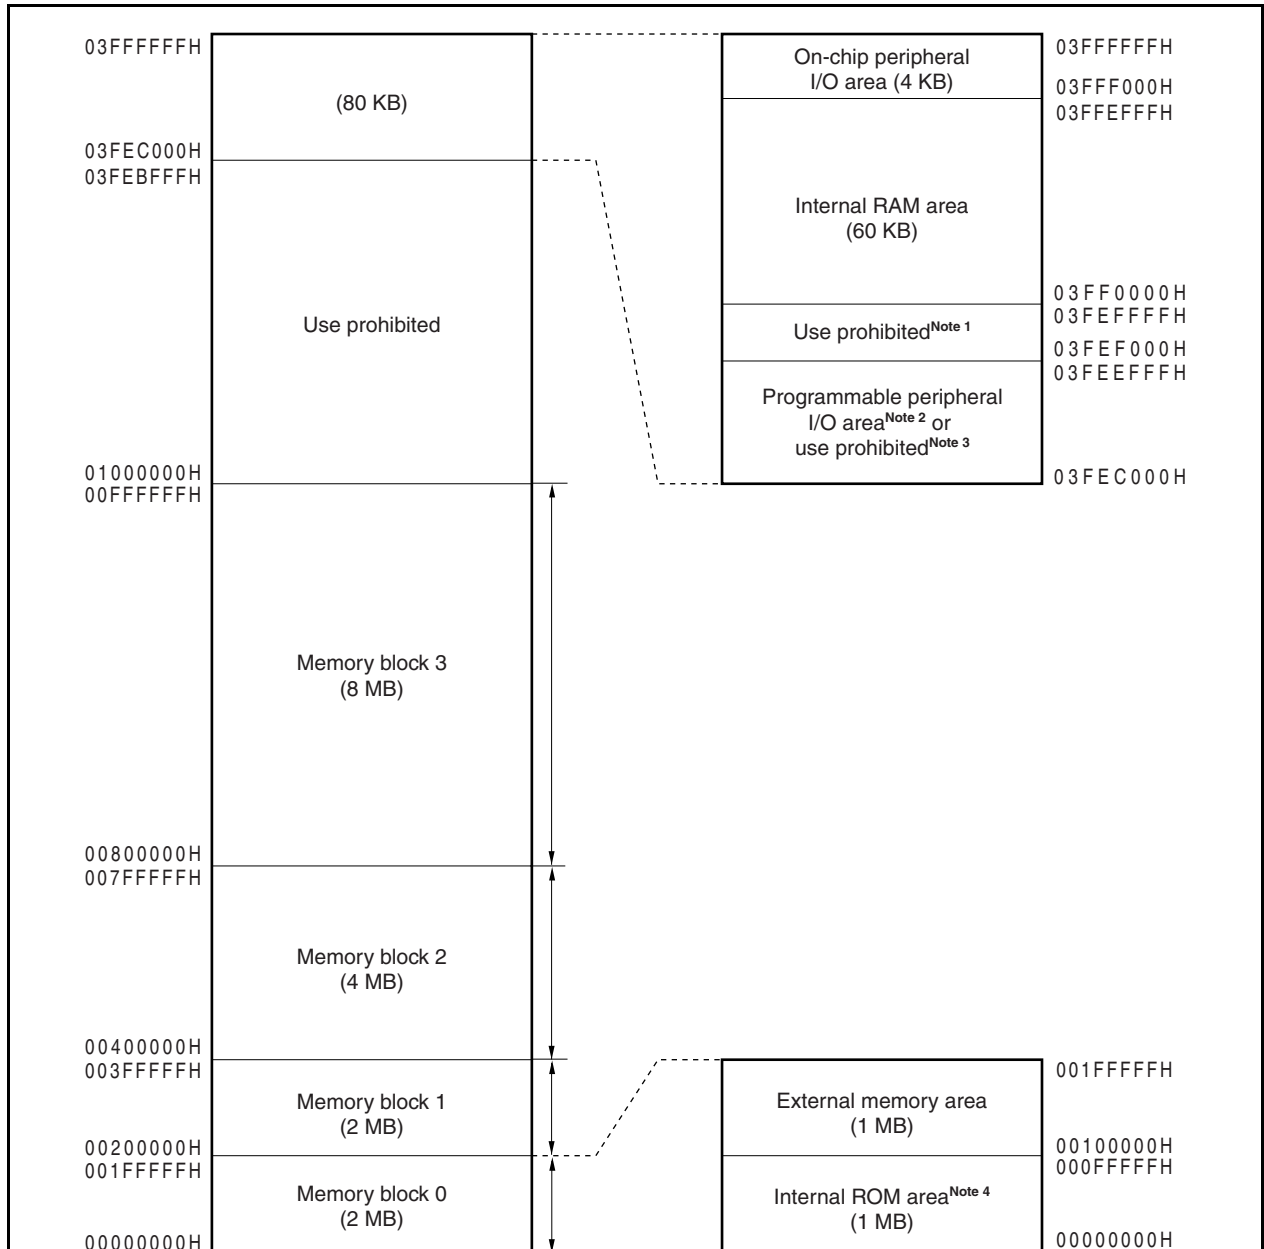 03FFFFFFH
(80 KB)
03FEC000H
03FEBFFFH
Use prohibited
01000000H
00FFFFFFH
Memory block 3
(8 MB)
00800000H
007FFFFFH
Memory block 2
(4 MB)
00400000H
003FFFFFH
Memory block 1
(2 MB)
00200000H
001FFFFFH
Memory block 0
(2 MB)
00000000H
On-chip peripheral
I/O area (4 KB)
03FFFFFFH
03FFF000H
03FFEFFFH
Internal RAM area
(60 KB)
03FF0000H
03FEFFFFH
Use prohibitedNote 1
03FEF000H
03FEEFFFH
Programmable peripheral
I/O areaNote 2 or
use prohibitedNote 3
03FEC000H
001FFFFFH
External memory area
(1 MB)
00100000H
000FFFFFH
Internal ROM areaNote 4
(1 MB)
00000000H